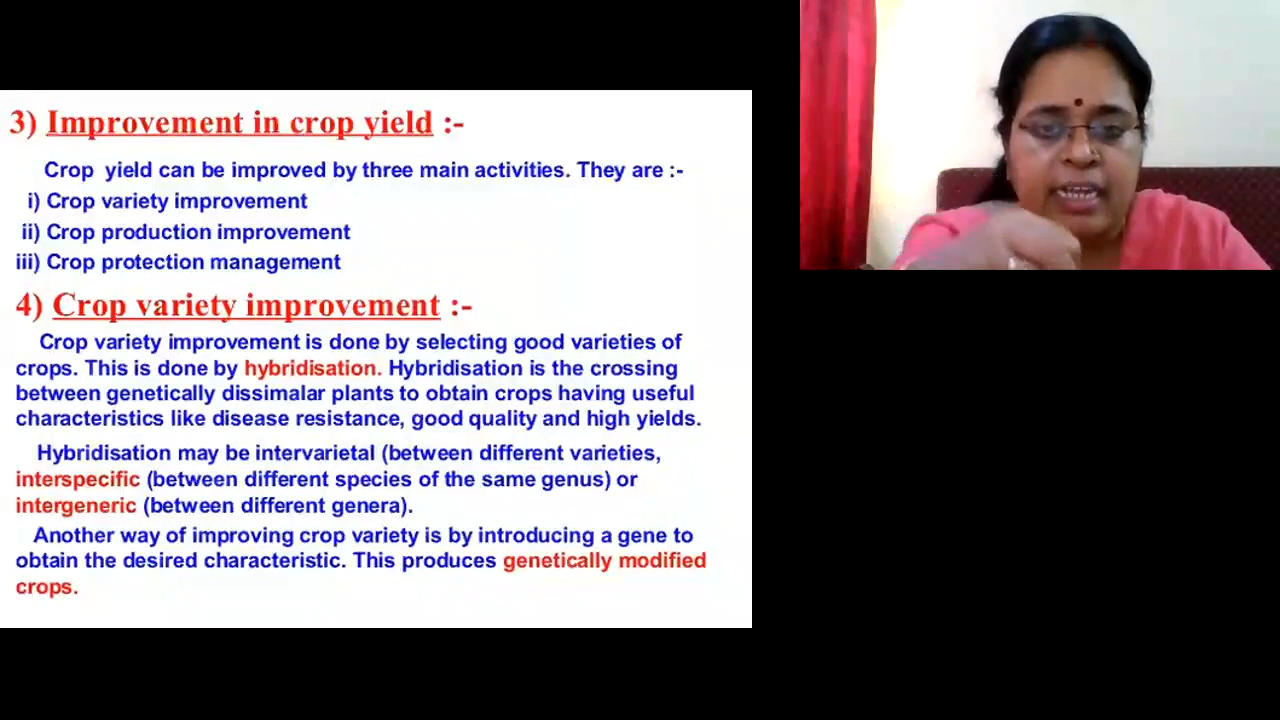 3) Improvement in crop yield :-
Crop yield can be improved by three main activities. They are :-
i) Crop variety improvement
ii) Crop production improvement
iii) Crop protection management
4) Crop variety improvement :-
Crop variety improvement is done by selecting good varieties of
crops. This is done by hybridisation. Hybridisation is the crossing
between genetically dissimalar plants to obtain crops having useful
characteristics like disease resistance, good quality and high yields.
Hybridisation may be intervarietal (between different varieties,
interspecific (between different species of the same genus) or
intergeneric (between different genera).
Another way of improving crop variety is by introducing a gene to
obtain the desired characteristic. This produces genetically modified
crops.